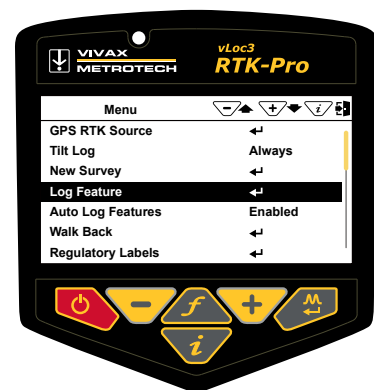 VIVAX
METROTECH
vLoc3
RTK-Pro
Menu - + i
GPS RTK Source
Tilt Log Always
New Survey
Log Feature
Auto Log Features Enabled
Walk Back
Regulatory Labels
- f +
i